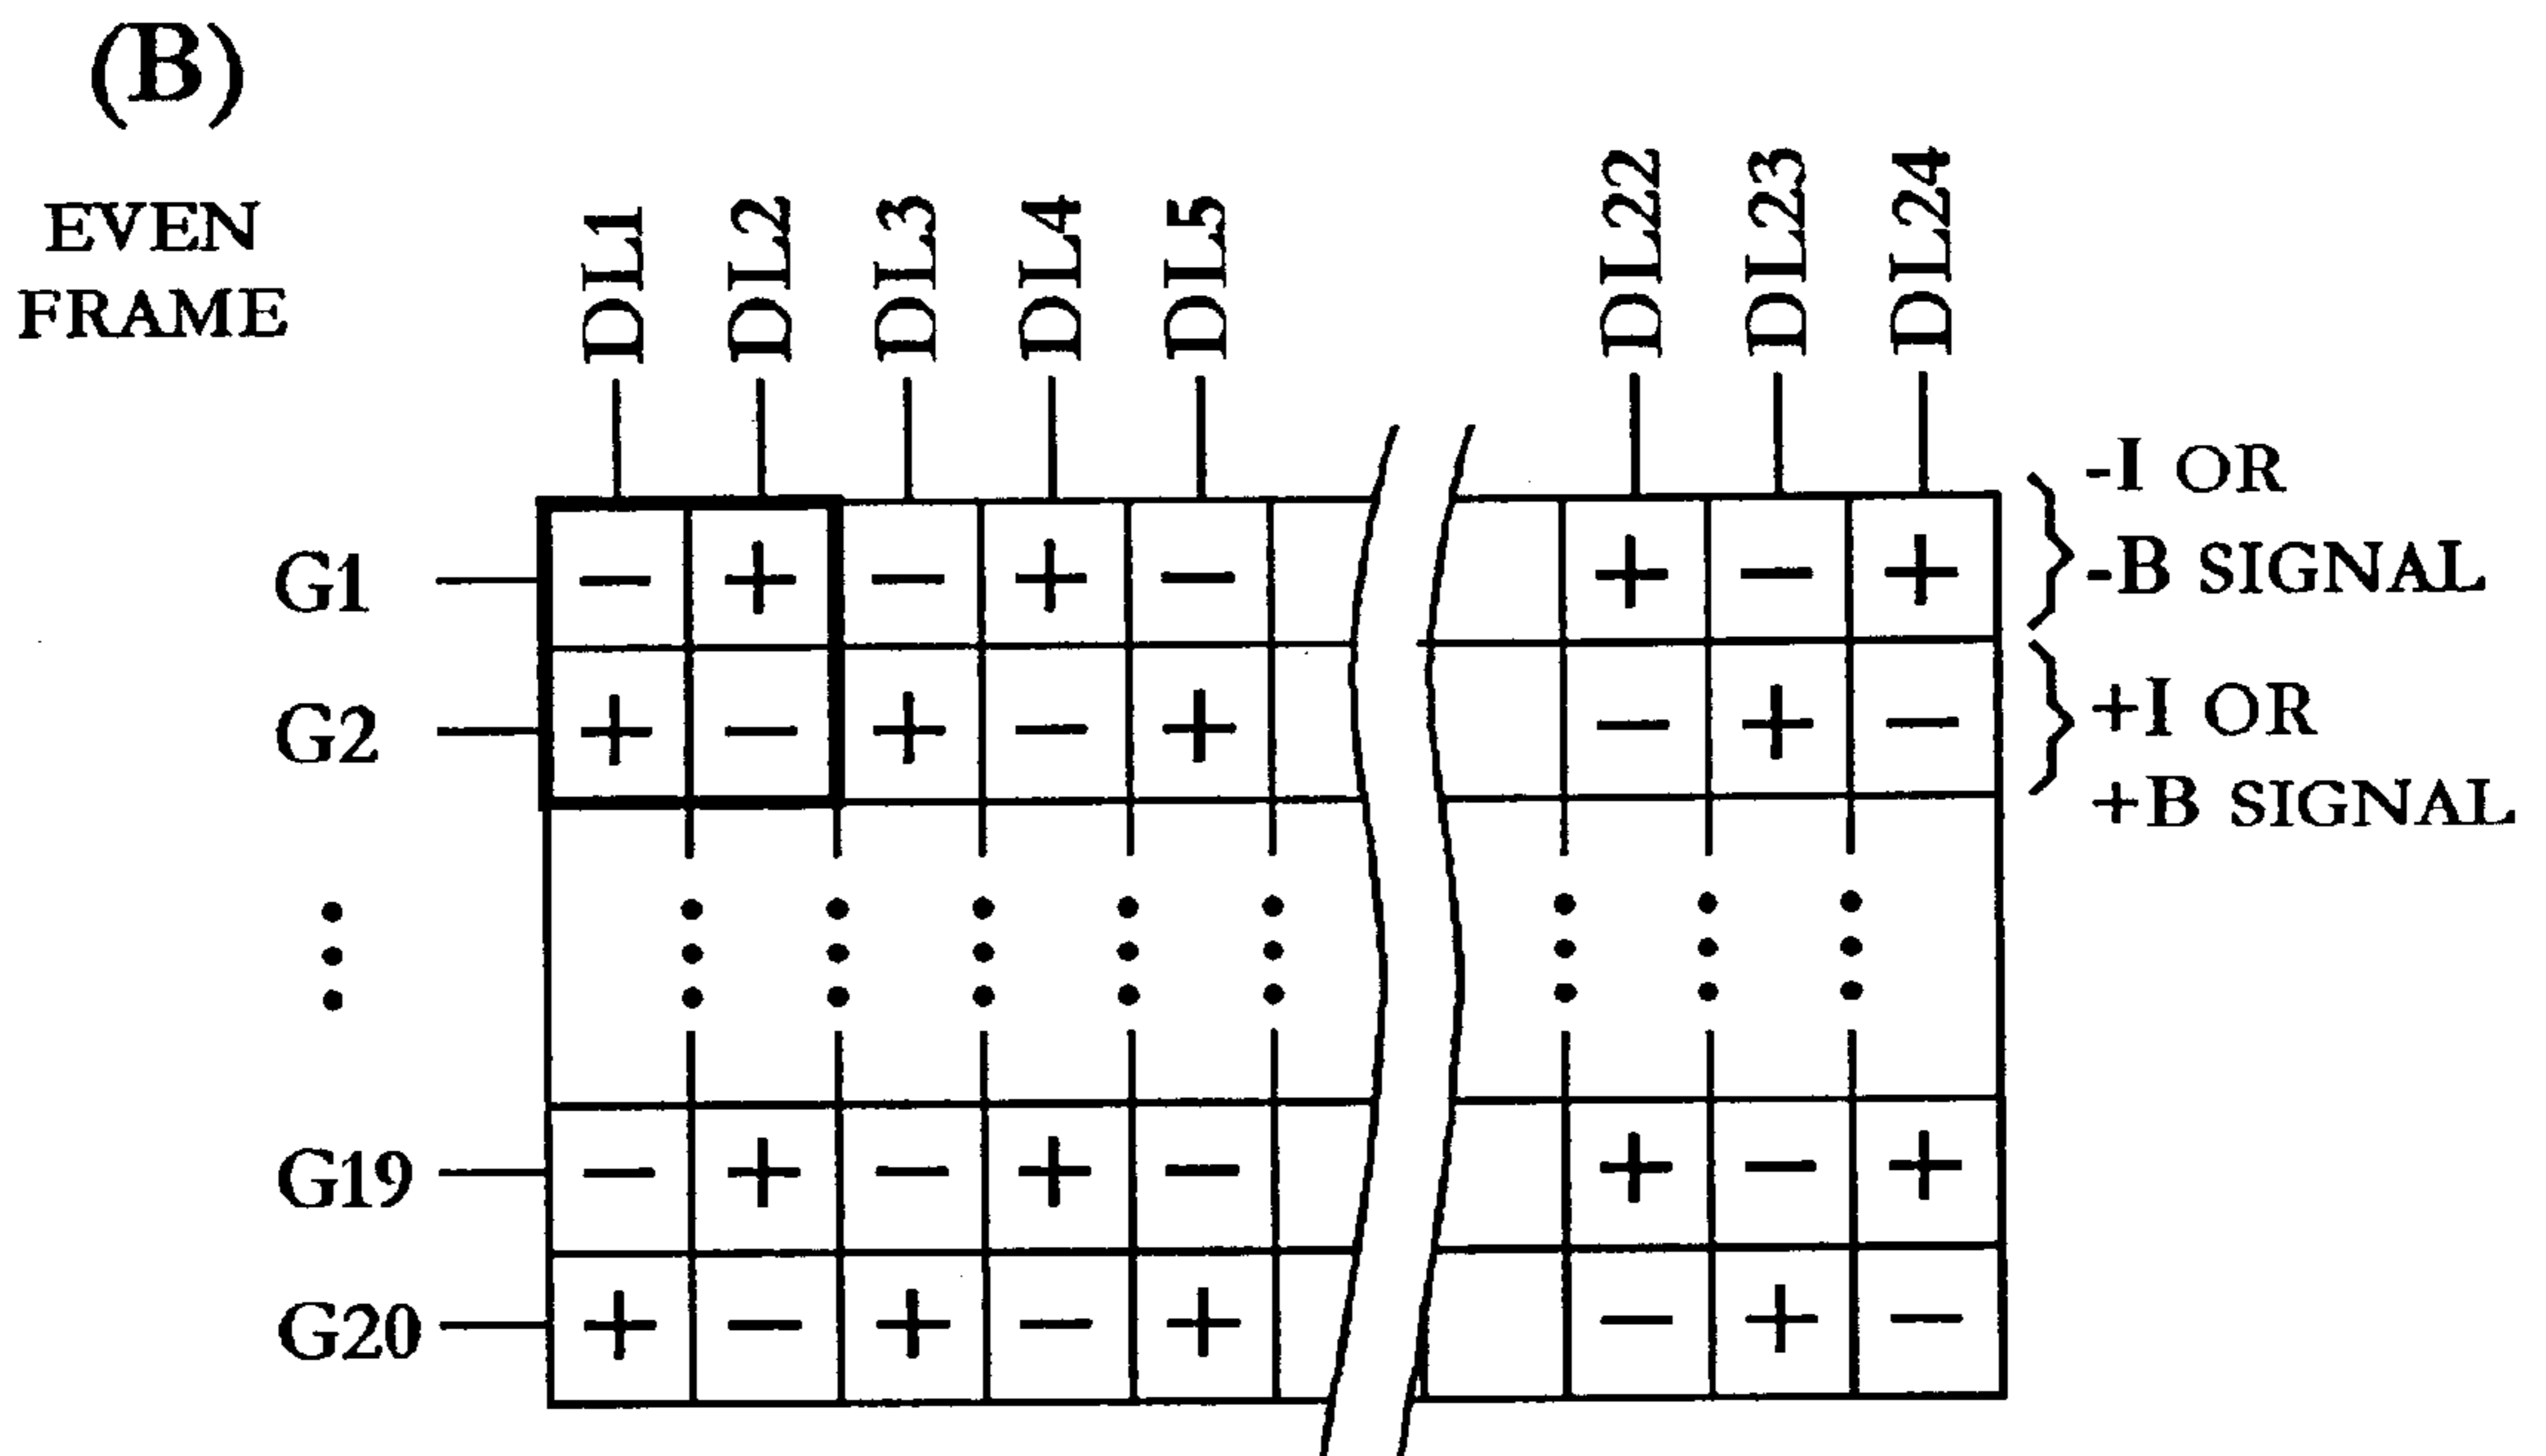 (B)
EVEN
FRAME
DL1 DL2 DL3 DL4 DL5 DL22 DL23 DL24
G1 − + − + − + − + -I OR
-B SIGNAL
G2 + − + − + − + − +I OR
+B SIGNAL
G19 − + − + − + − +
G20 + − + − + − + −